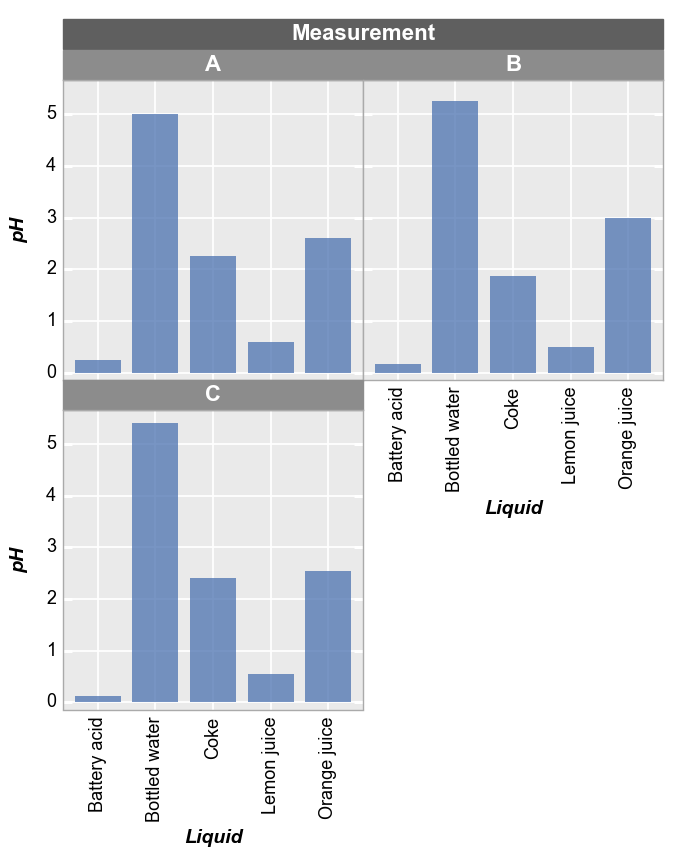 Measurement
A
B
pH
5
4
3
2
1
0
Battery acid
Bottled water
Coke
Lemon juice
Orange juice
Liquid
C
pH
5
4
3
2
1
0
Battery acid
Bottled water
Coke
Lemon juice
Orange juice
Liquid